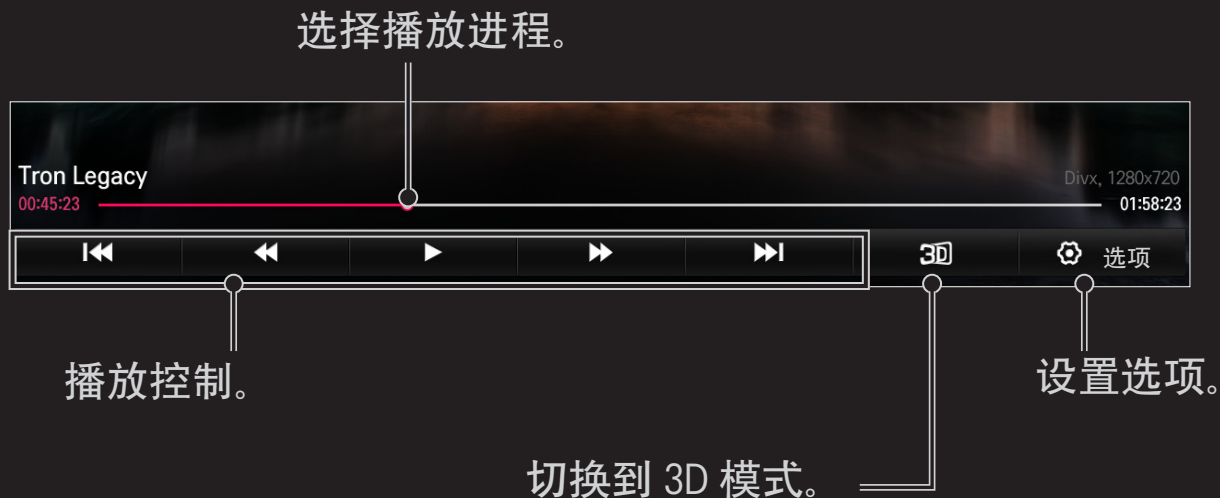 选择播放进程。
Tron Legacy
Divx, 1280x720
00:45:23
01:58:23
3D
选项
播放控制。
设置选项。
切换到 3D 模式。